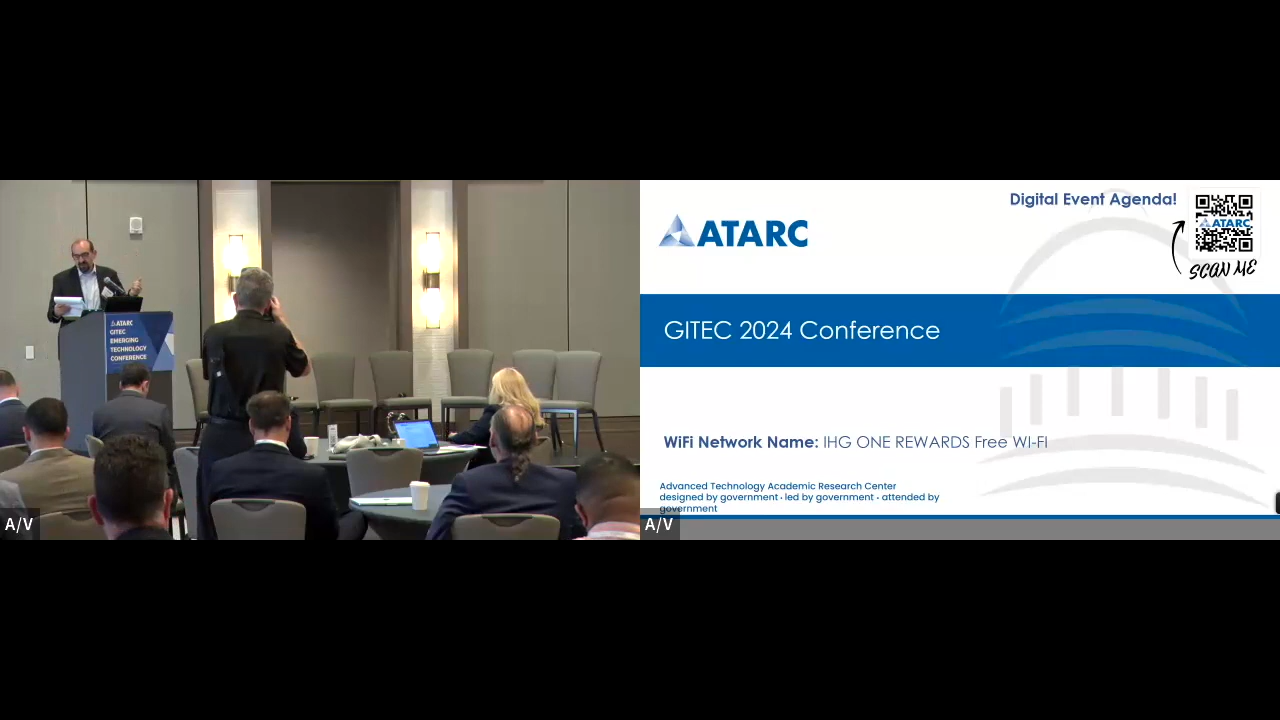 ATARC
GITEC
EMERGING
TECHNOLOGY
CONFERENCE
A/V
Digital Event Agenda!
ATARC
ATARC
SCAN ME
GITEC 2024 Conference
WiFi Network Name: IHG ONE REWARDS Free WI-FI
Advanced Technology Academic Research Center
designed by government · led by government · attended by
government
A/V